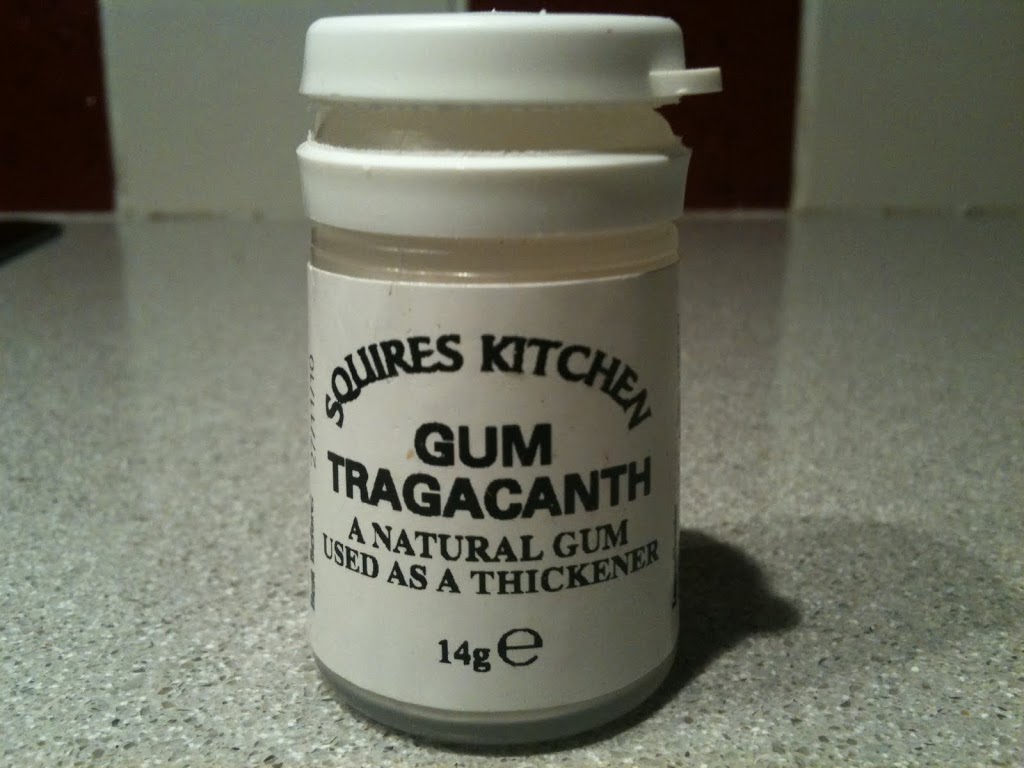 SQUIRES KITCHEN
GUM
TRAGACANTH
A NATURAL GUM
USED AS A THICKENER
14g e